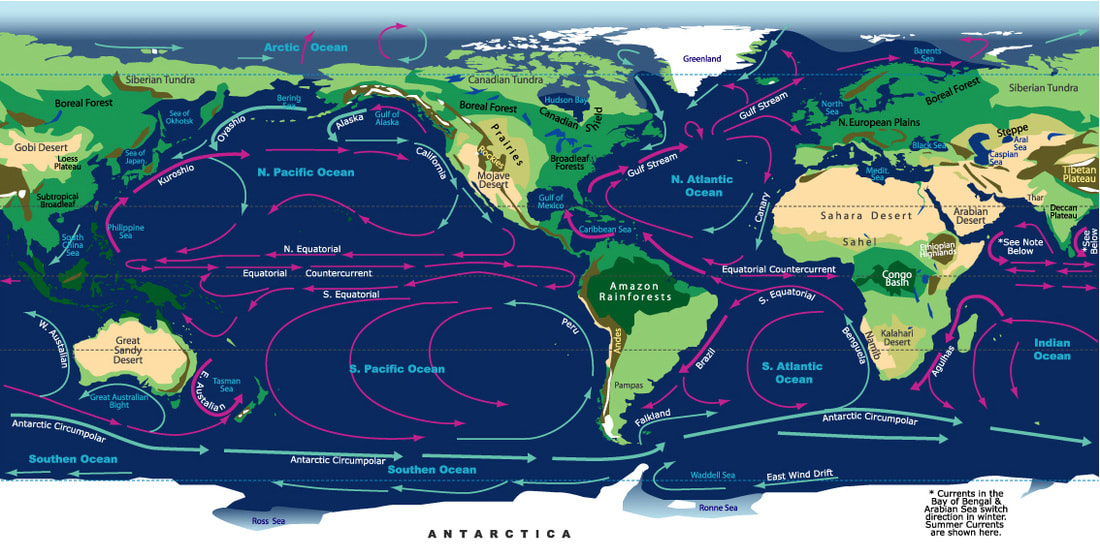 Arctic Ocean
Greenland
Barents
Sea
Siberian Tundra
Canadian Tundra
Siberian Tundra
Boreal Forest
Bering
Sea
Sea of
Okhotsk
Oyashio
Alaska
Gulf of
Alaska
Boreal Forest
Hudson Bay
Canadian Shield
Gulf Stream
North
Sea
Boreal Forest
N. European Plains
Steppe
Gobi Desert
Loess
Plateau
Sea of
Japan
Kuroshio
N. Pacific Ocean
California
Prairies
Rockies
Mojave
Desert
Broadleaf
Forests
Gulf Stream
N. Atlantic
Ocean
Canary
Medit.
Sea
Black Sea
Caspian
Sea
Aral
Sea
Tibetan
Plateau
Subtropical
Broadleaf
Gulf of
Mexico
Caribbean Sea
Sahara Desert
Sahel
Arabian
Desert
Thar
Deccan
Plateau
South
China
Sea
Philippine
Sea
N. Equatorial
Equatorial Countercurrent
S. Equatorial
Amazon
Rainforests
Equatorial Countercurrent
S. Equatorial
Ethiopian
Highlands
Congo
Basin
*See Note
Below
*See
Below
W. Austalian
Great
Sandy
Desert
Great Australian
Bight
E. Australian
Tasman
Sea
S. Pacific Ocean
Peru
Andes
Pampas
Brazil
S. Atlantic
Ocean
Benguela
Namib
Kalahari
Desert
Agulhas
Indian
Ocean
Falkland
Antarctic Circumpolar
Antarctic Circumpolar
Antarctic Circumpolar
Southen Ocean
Southen Ocean
Waddell Sea
East Wind Drift
Ross Sea
Ronne Sea
ANTARCTICA
* Currents in the
Bay of Bengal &
Arabian Sea switch
direction in winter.
Summer Currents
are shown here.